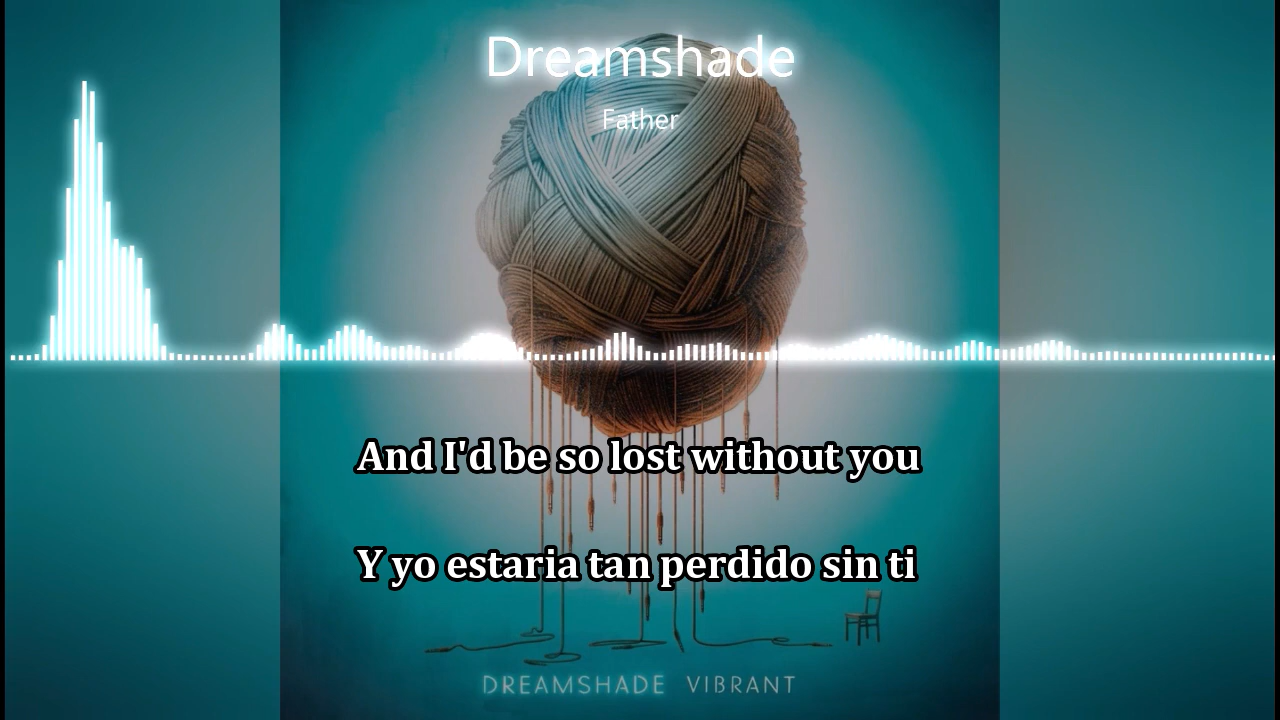 Dreamshade
Father
And I'd be so lost without you
Y yo estaria tan perdido sin ti
DREAMSHADE VIBRANT